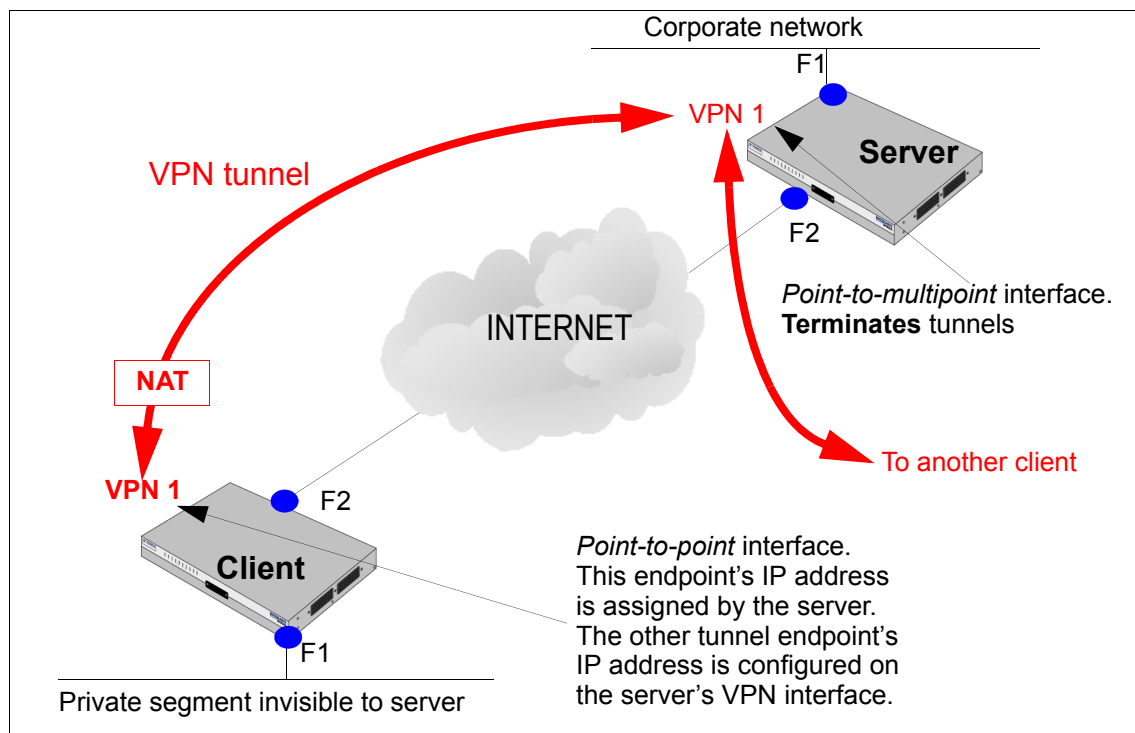 Corporate network
F1
VPN 1
Server
VPN tunnel
F2
Point-to-multipoint interface.
Terminates tunnels
INTERNET
NAT
To another client
VPN 1
F2
Client
Point-to-point interface.
This endpoint's IP address
is assigned by the server.
The other tunnel endpoint's
IP address is configured on
the server's VPN interface.
F1
Private segment invisible to server